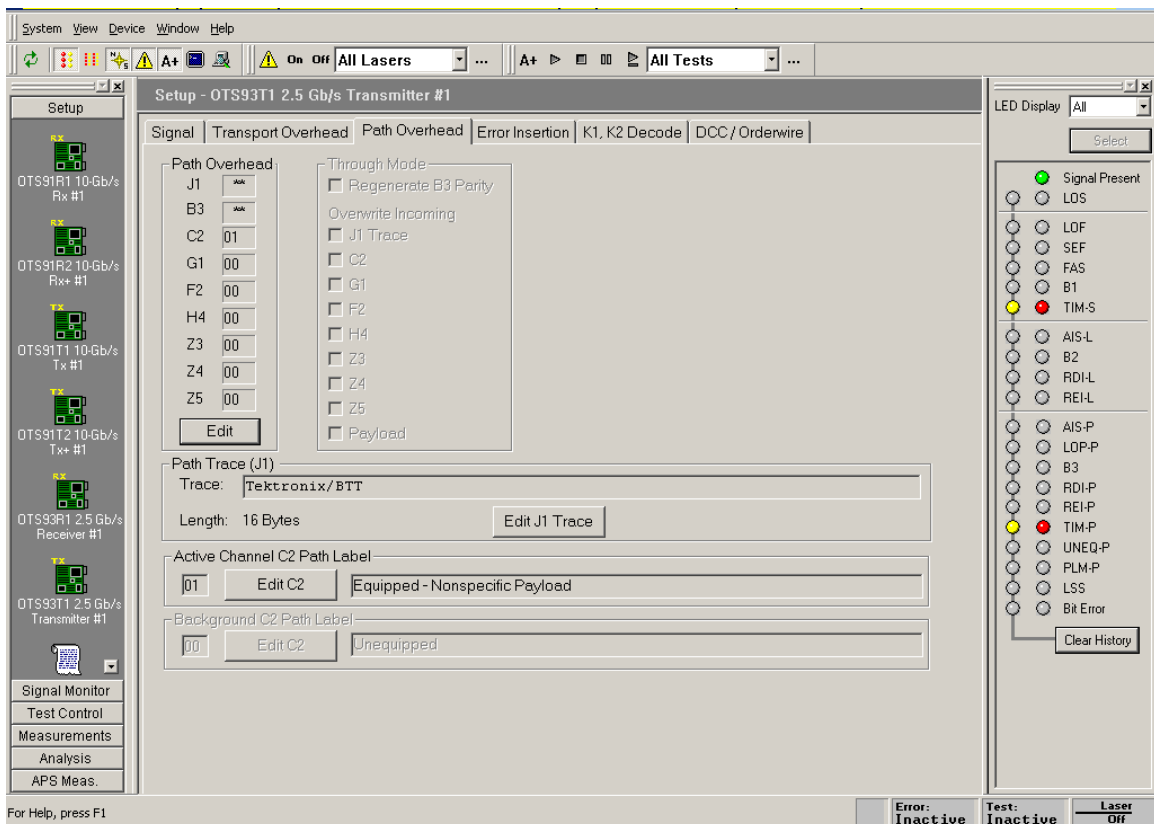 System View Device Window Help
A+ On Off All Lasers ... A+ All Tests ...
Setup
RX
OTS91R1 10-Gb/s
Rx #1
RX
OTS91R2 10-Gb/s
Rx+ #1
TX
OTS91T1 10-Gb/s
Tx #1
TX
OTS91T2 10-Gb/s
Tx+ #1
RX
OTS93R1 2.5 Gb/s
Receiver #1
TX
OTS93T1 2.5 Gb/s
Transmitter #1
Signal Monitor
Test Control
Measurements
Analysis
APS Meas.
Setup - OTS93T1 2.5 Gb/s Transmitter #1
Signal Transport Overhead Path Overhead Error Insertion K1, K2 Decode DCC / Orderwire
Path Overhead
J1 **
B3 **
C2 01
G1 00
F2 00
H4 00
Z3 00
Z4 00
Z5 00
Edit
Through Mode
Regenerate B3 Parity
Overwrite Incoming
J1 Trace
C2
G1
F2
H4
Z3
Z4
Z5
Payload
Path Trace (J1)
Trace: Tektronix/BTT
Length: 16 Bytes Edit J1 Trace
Active Channel C2 Path Label
01 Edit C2 Equipped - Nonspecific Payload
Background C2 Path Label
00 Edit C2 Unequipped
LED Display All
Select
Signal Present
LOS
LOF
SEF
FAS
B1
TIM-S
AIS-L
B2
RDI-L
REI-L
AIS-P
LOP-P
B3
RDI-P
REI-P
TIM-P
UNEQ-P
PLM-P
LSS
Bit Error
Clear History
For Help, press F1
Error:
Inactive
Test:
Inactive
Laser
Off